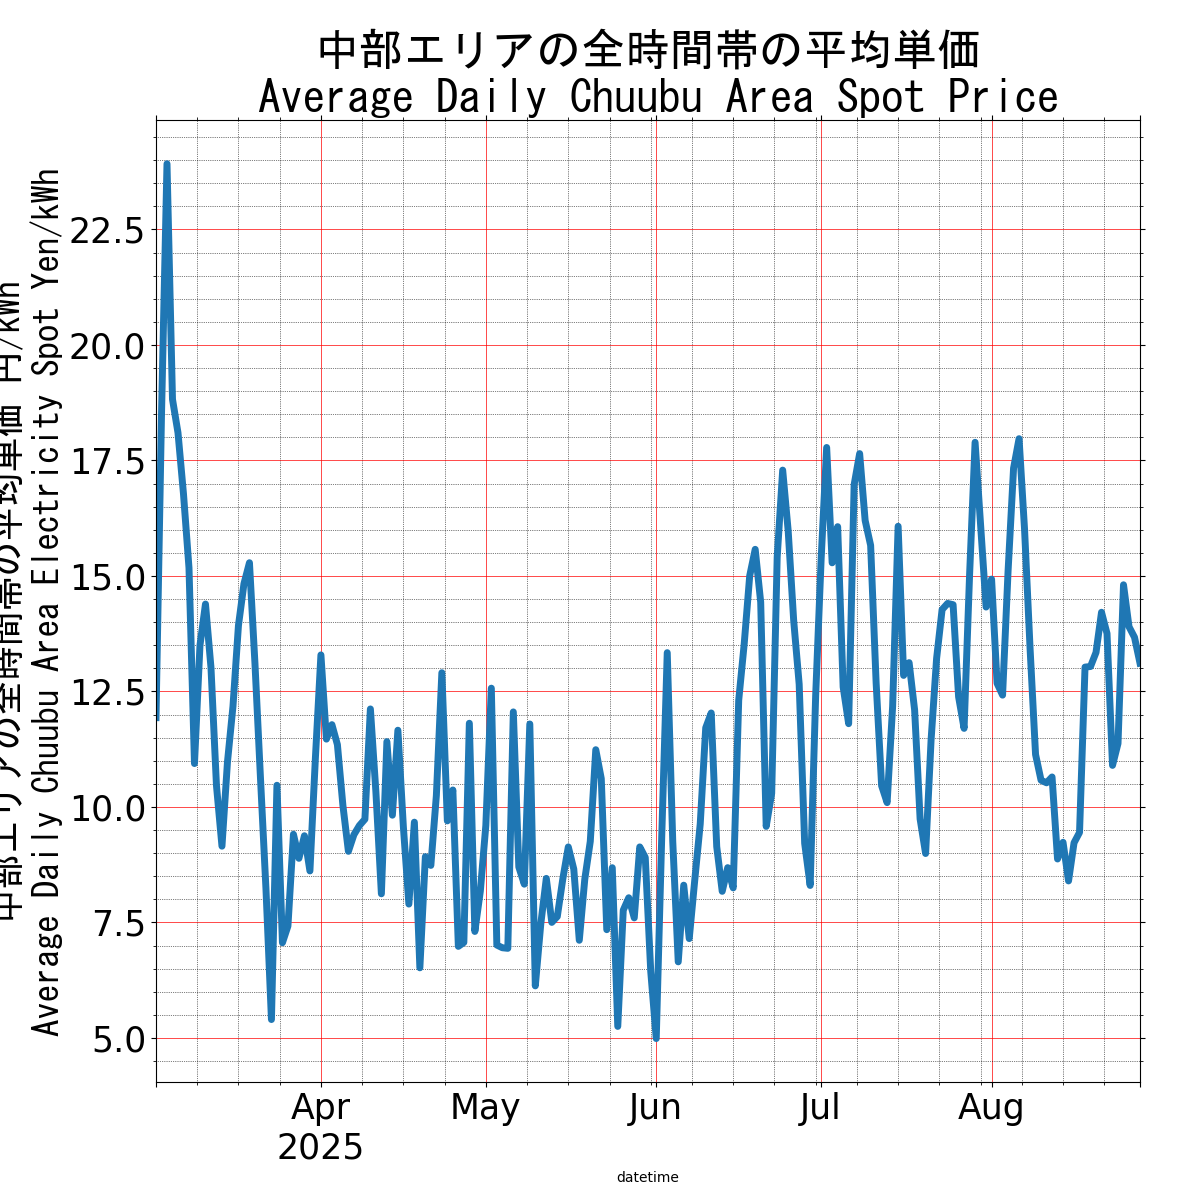 中部エリアの全時間帯の平均単価
Average Daily Chuubu Area Spot Price
中部エリアの全時間帯の平均単価 円/kWh
Average Daily Chuubu Area Electricity Spot Yen/kWh
22.5
20.0
17.5
15.0
12.5
10.0
7.5
5.0
Apr
2025
May
Jun
Jul
Aug
datetime